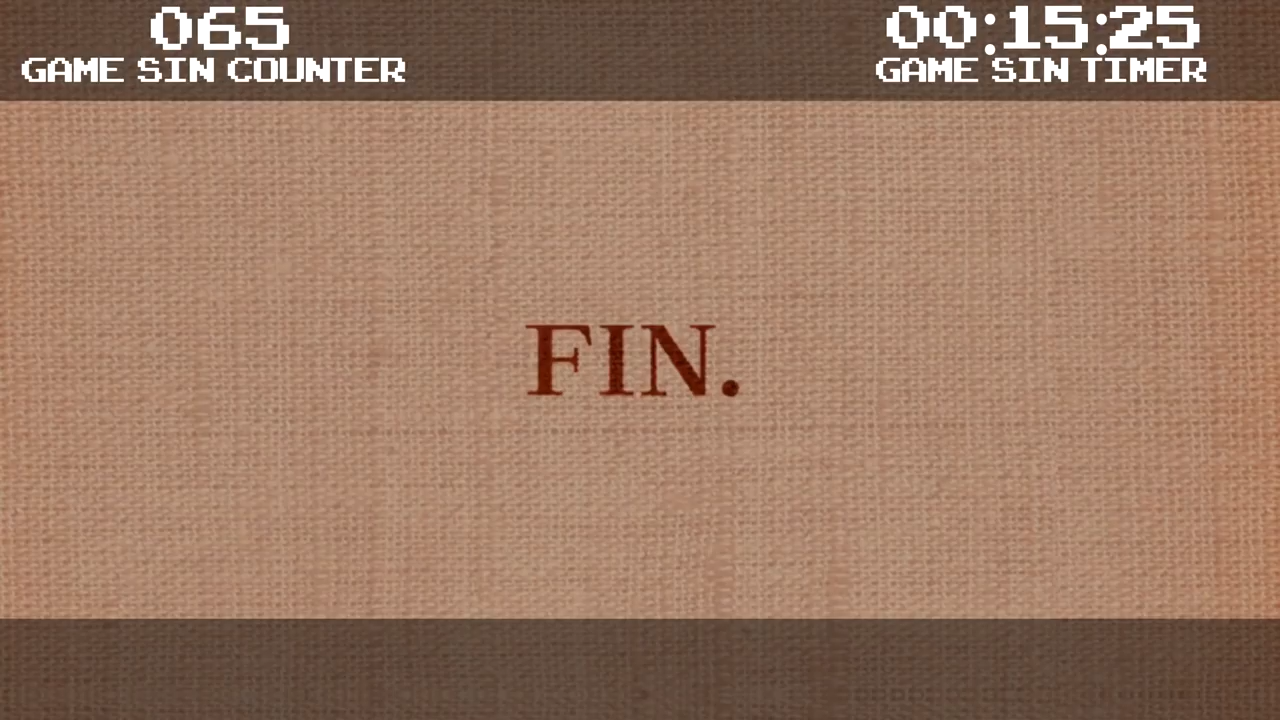 065
GAME SIN COUNTER
00:15:25
GAME SIN TIMER
FIN.